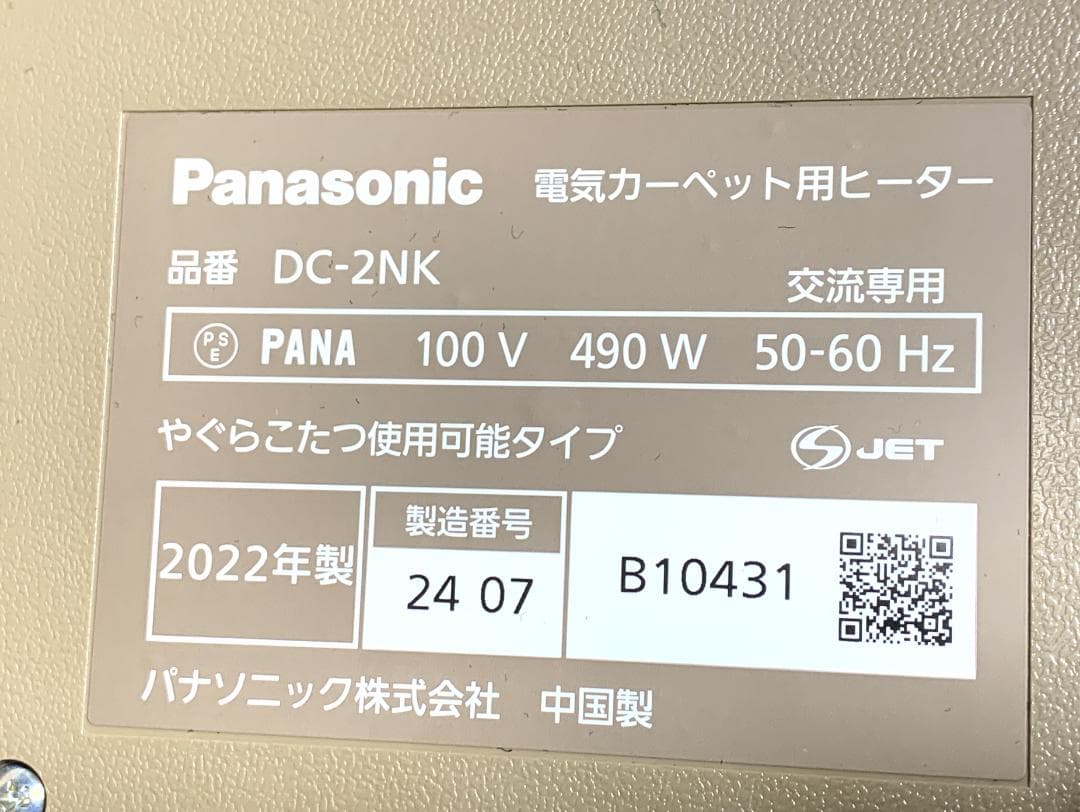 Panasonic 電気カーペット用ヒーター
品番 DC-2NK 交流専用
PSE PANA 100 V 490 W 50-60 Hz
やぐらこたつ使用可能タイプ S JET
2022年製 製造番号 24 07 B10431
パナソニック株式会社 中国製